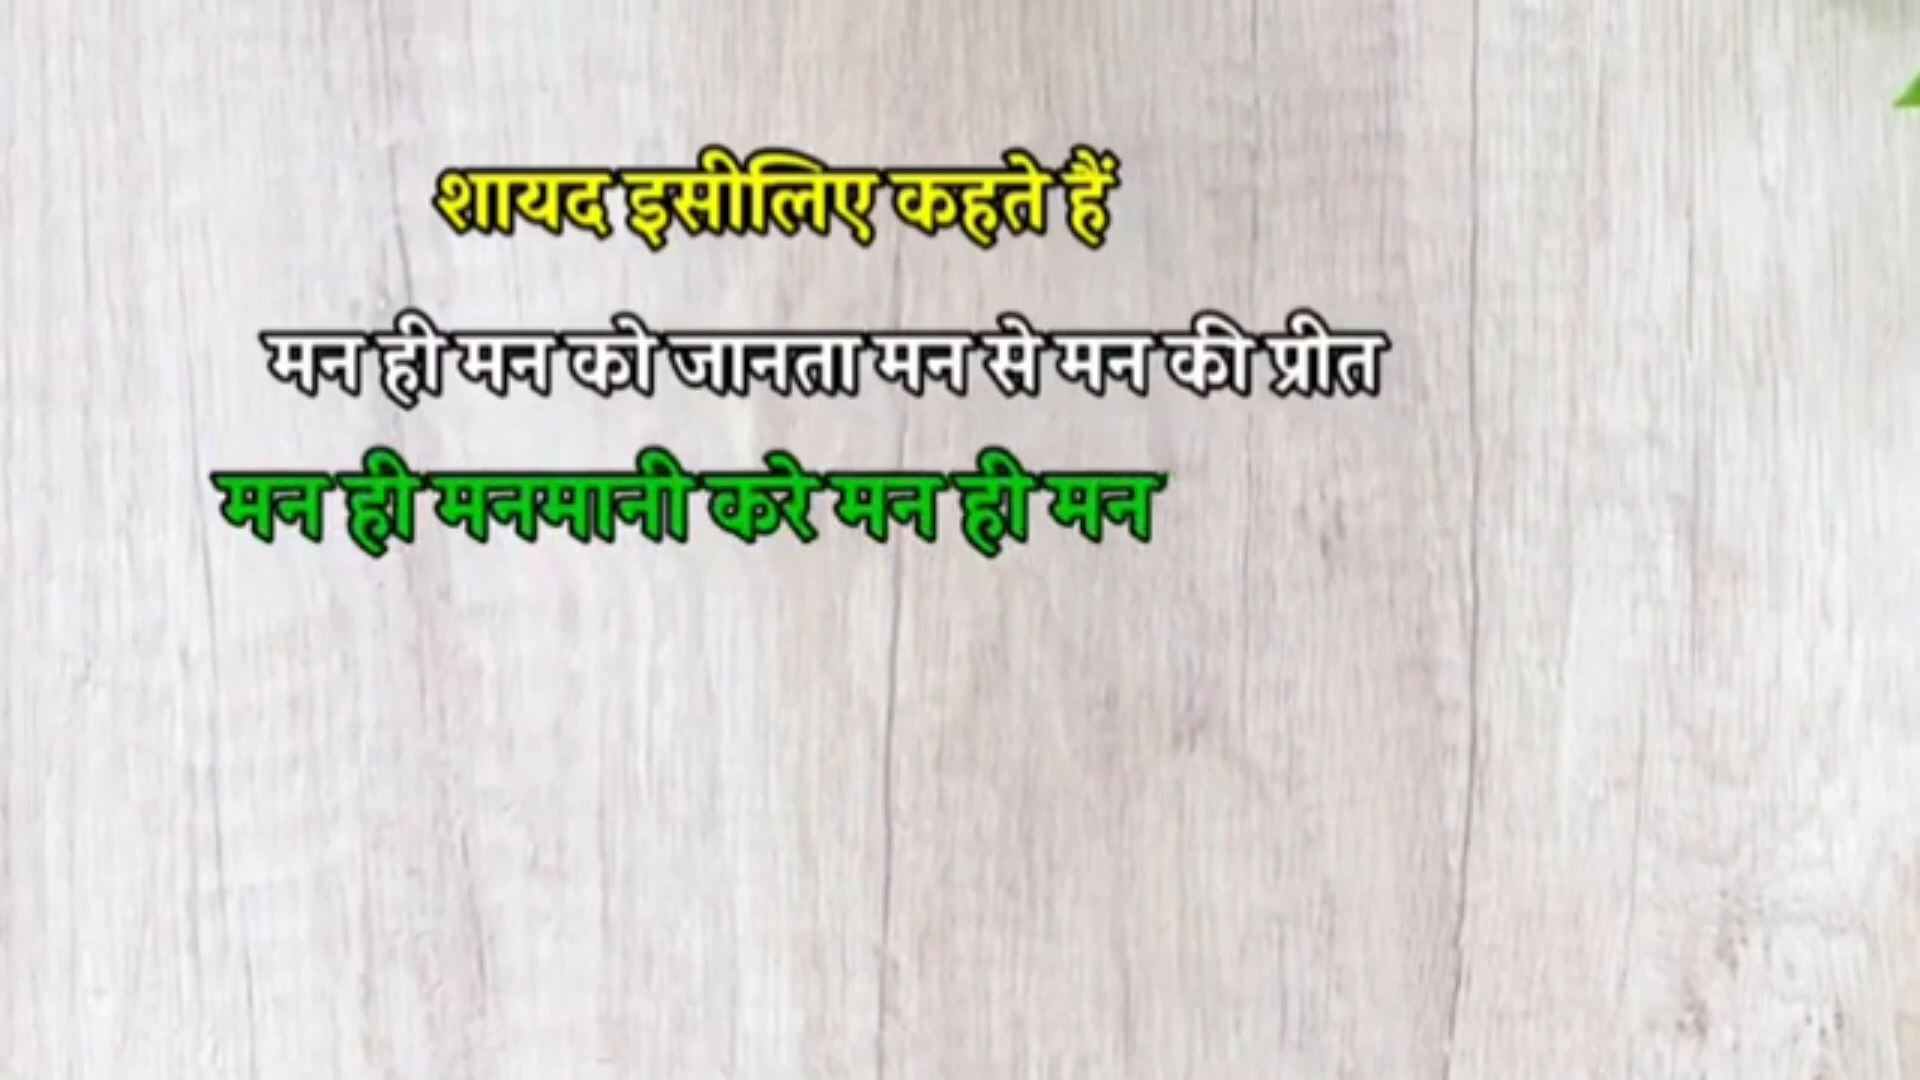 शायद इसीलिए कहते हैं
मन ही मन को जानता मन से मन की प्रीत
मन ही मनमानी करे मन ही मन